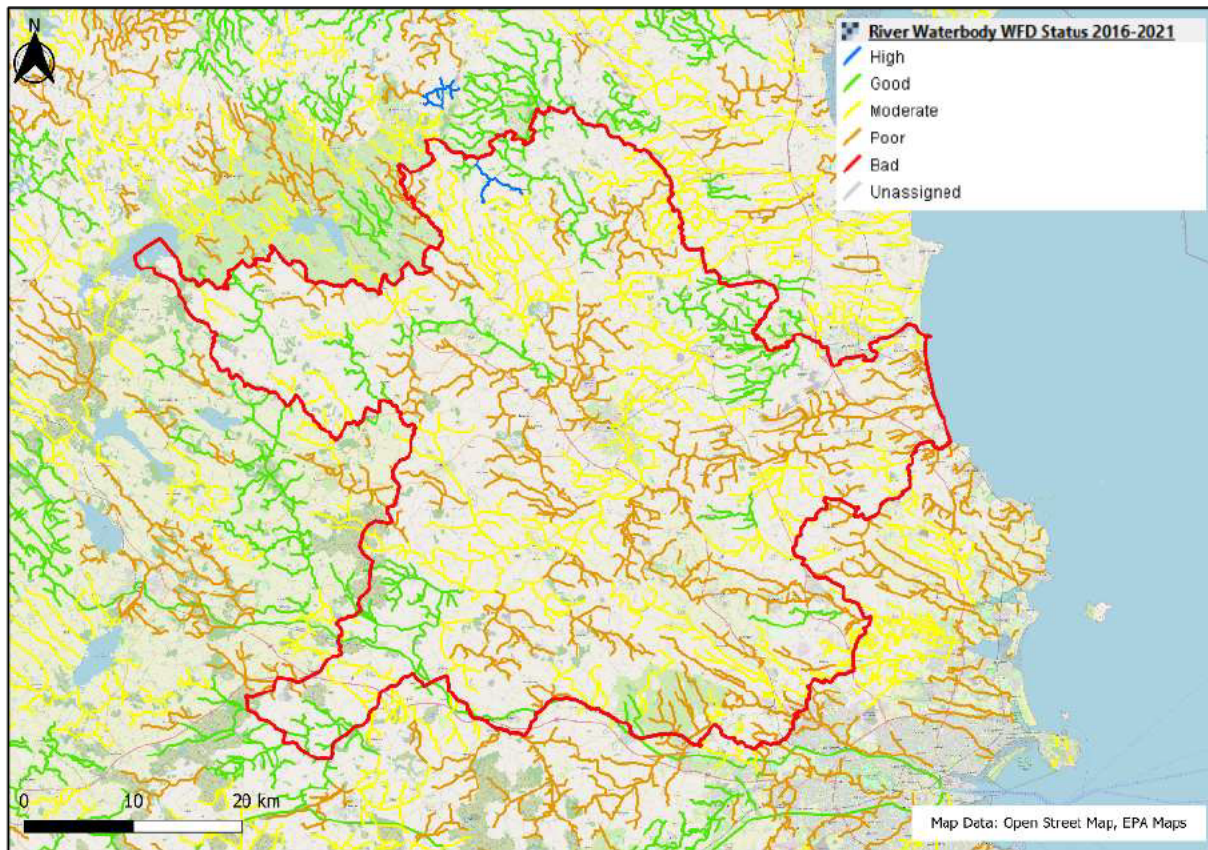 N
River Waterbody WFD Status 2016-2021
High
Good
Moderate
Poor
Bad
Unassigned
0 10 20 km
Map Data: Open Street Map, EPA Maps